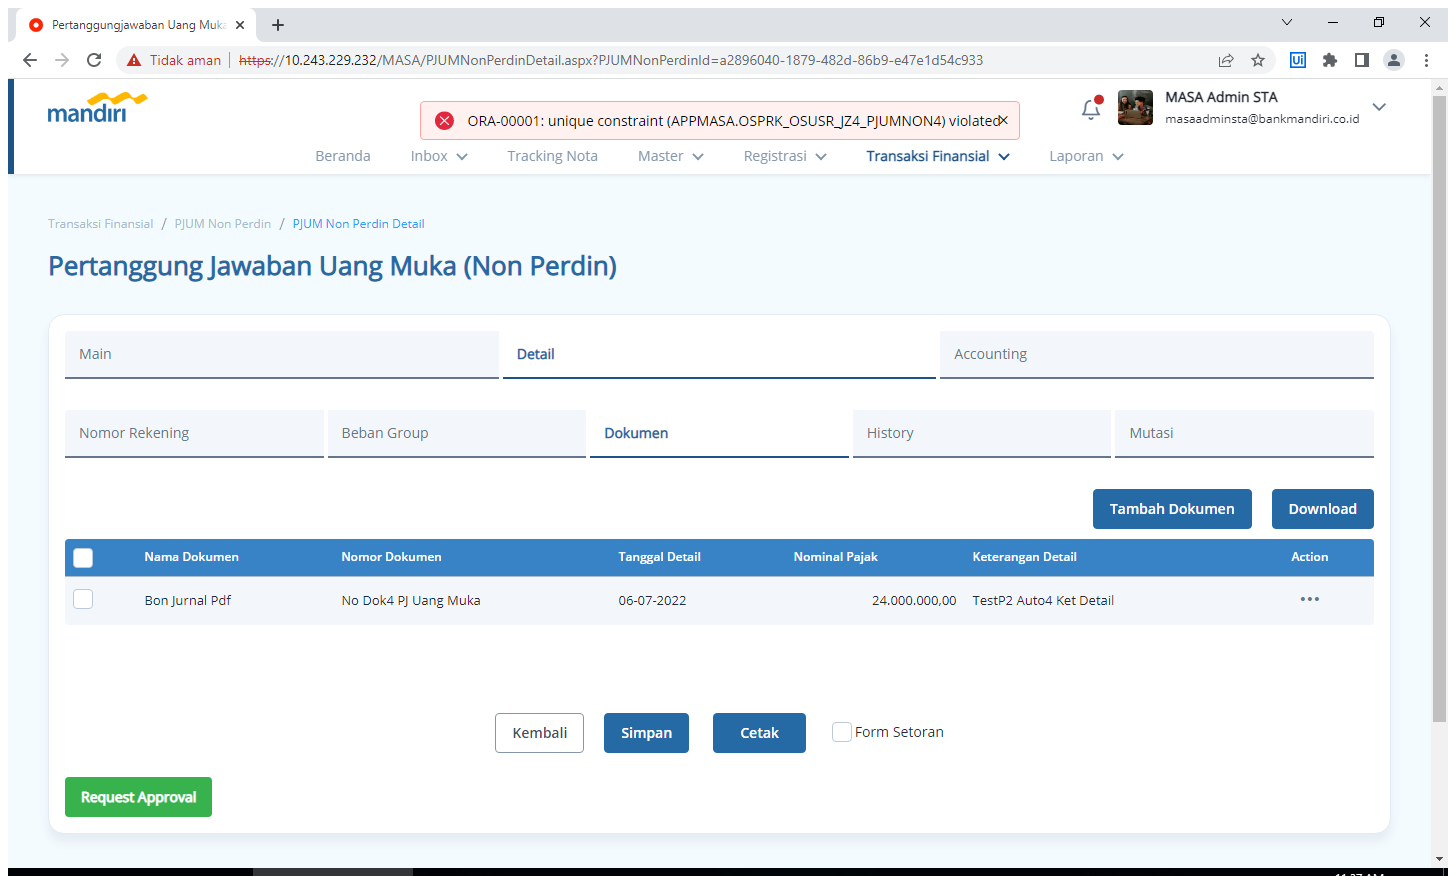 Pertanggungjawaban Uang Muka
Tidak aman https://10.243.229.232/MASA/PJUMNonPerdinDetail.aspx?PJUMNonPerdinId=a2896040-1879-482d-86b9-e47e1d54c933
Ui
mandiri
ORA-00001: unique constraint (APPMASA.OSPRK_OSUSR_JZ4_PJUMNON4) violated
MASA Admin STA
masaadminsta@bankmandiri.co.id
Beranda Inbox Tracking Nota Master Registrasi Transaksi Finansial Laporan
Transaksi Finansial / PJUM Non Perdin / PJUM Non Perdin Detail
Pertanggung Jawaban Uang Muka (Non Perdin)
Main Detail Accounting
Nomor Rekening Beban Group Dokumen History Mutasi
Tambah Dokumen Download
Nama Dokumen Nomor Dokumen Tanggal Detail Nominal Pajak Keterangan Detail Action
Bon Jurnal Pdf No Dok4 PJ Uang Muka 06-07-2022 24.000.000,00 TestP2 Auto4 Ket Detail
Kembali Simpan Cetak Form Setoran
Request Approval